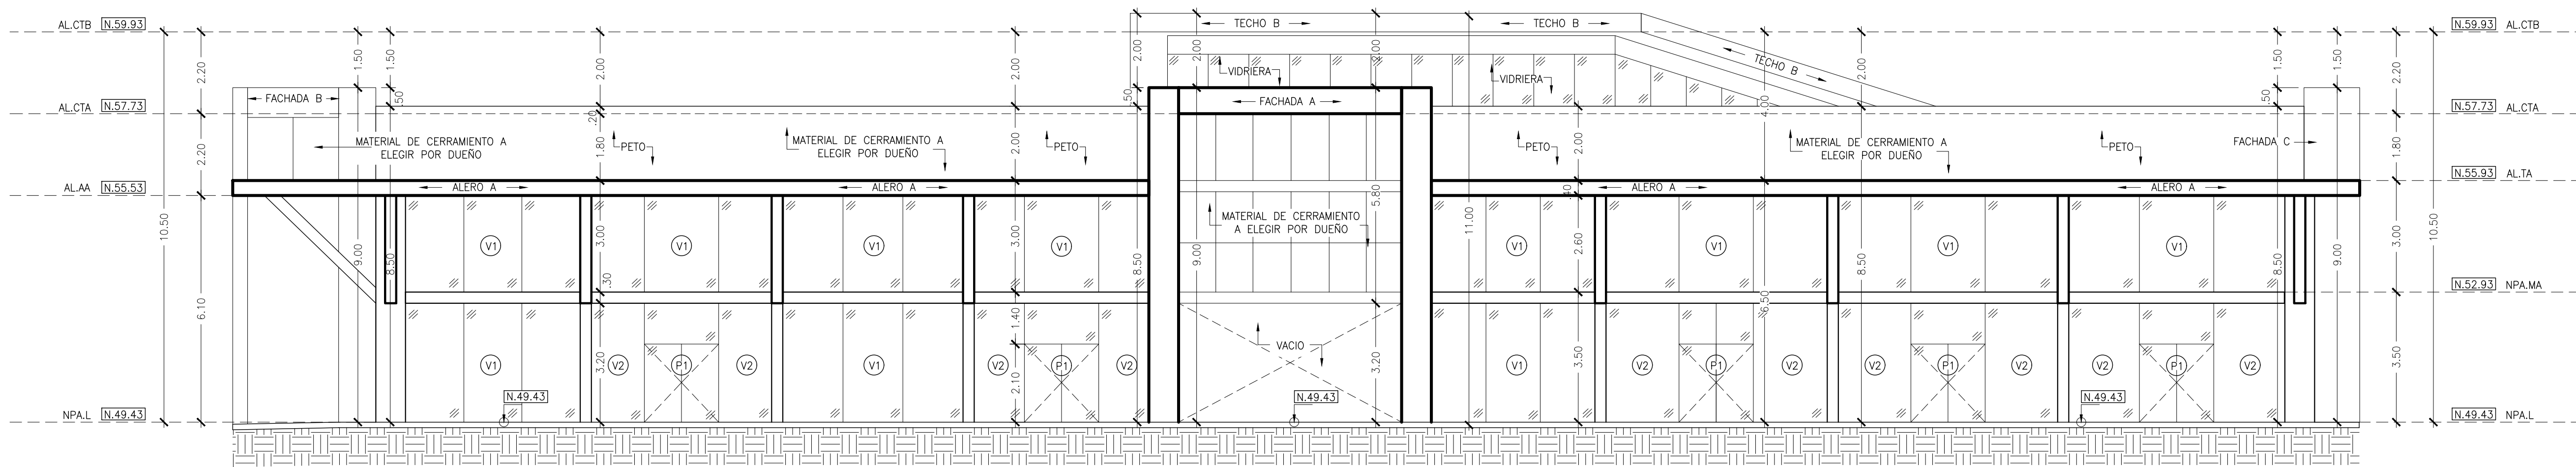 AL.CTB N.59.93
TECHO B
TECHO B
N.59.93 AL.CTB
TECHO B
1.50
1.50
2.00
2.00
2.00
2.00
2.00
4.00
2.00
1.50
1.50
2.20
2.20
VIDRIERA
VIDRIERA
FACHADA B
.50
.50
FACHADA A
.50
AL.CTA N.57.73
N.57.73 AL.CTA
.20
MATERIAL DE CERRAMIENTO A
ELEGIR POR DUEÑO
PETO
MATERIAL DE CERRAMIENTO A
ELEGIR POR DUEÑO
PETO
PETO
MATERIAL DE CERRAMIENTO A
ELEGIR POR DUEÑO
PETO
FACHADA C
2.20
1.80
2.00
2.00
1.80
AL.AA N.55.53
ALERO A
ALERO A
ALERO A
ALERO A
N.55.93 AL.TA
.40
5.80
10.50
9.00
8.50
3.00
3.00
8.50
9.00
11.00
2.60
6.50
8.50
8.50
9.00
3.00
10.50
MATERIAL DE CERRAMIENTO
A ELEGIR POR DUEÑO
V1
V1
V1
V1
V1
V1
V1
V1
6.10
.30
N.52.93 NPA.MA
1.40
3.20
2.10
VACIO
3.20
3.50
3.50
V1
V2
P1
V2
V1
V2
P1
V2
V1
V2
P1
V2
V2
P1
V2
V2
P1
V2
N.49.43
N.49.43
N.49.43
NPA.L N.49.43
N.49.43 NPA.L